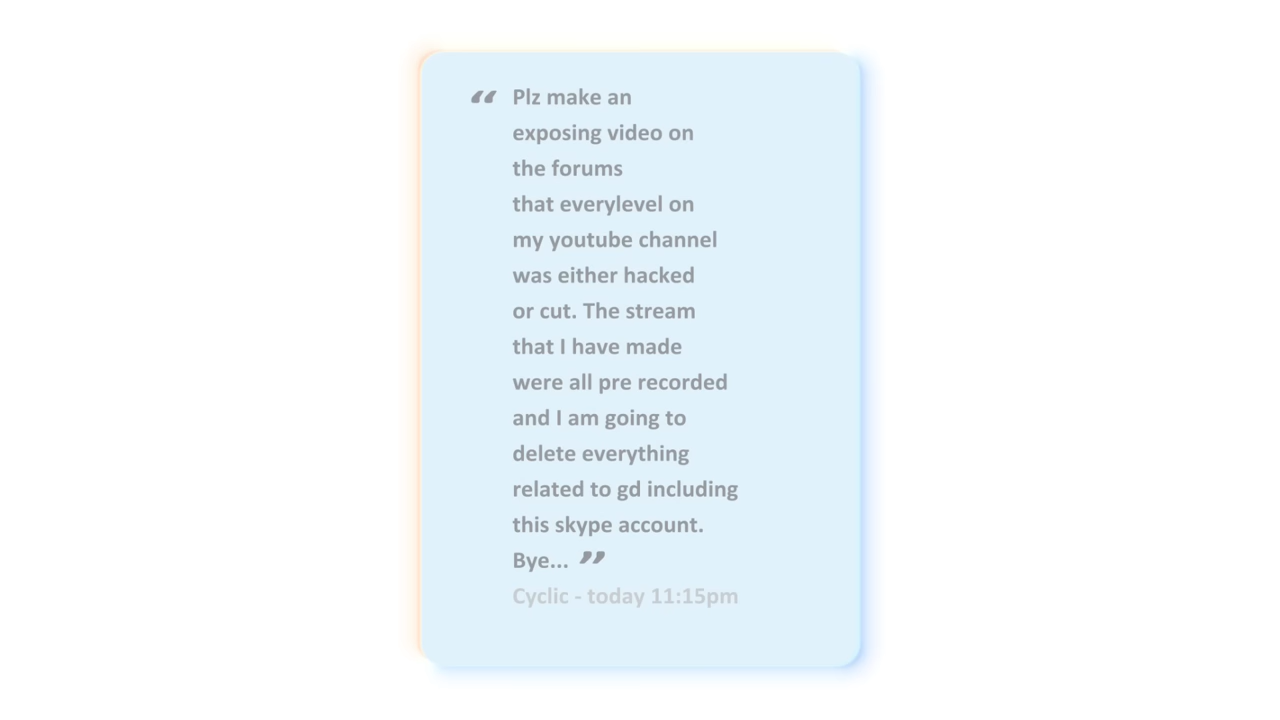 “ Plz make an
exposing video on
the forums
that everylevel on
my youtube channel
was either hacked
or cut. The stream
that I have made
were all pre recorded
and I am going to
delete everything
related to gd including
this skype account.
Bye... ”
Cyclic - today 11:15pm